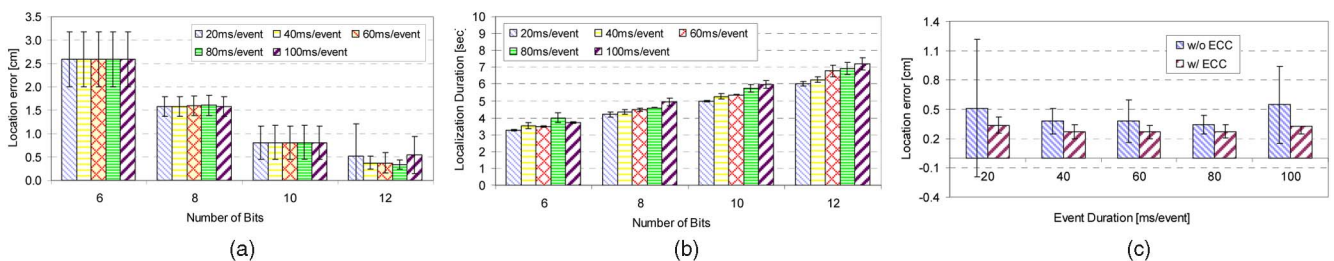 3.5
3.0
2.5
2.0
1.5
1.0
0.5
0.0
Location error [cm]
20ms/event 40ms/event 60ms/event
80ms/event 100ms/event
6 8 10 12
Number of Bits
(a)
10
9
8
7
6
5
4
3
2
1
0
Localization Duration [sec]
20ms/event 40ms/event 60ms/event
80ms/event 100ms/event
6 8 10 12
Number of Bits
(b)
1.4
1.1
0.8
0.5
0.2
-0.1
-0.4
Location error [cm]
w/o ECC
w/ ECC
20 40 60 80 100
Event Duration [ms/event]
(c)